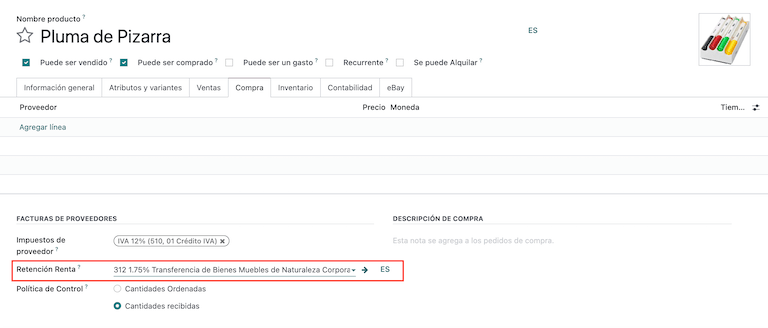 Nombre producto ?
Pluma de Pizarra
ES
Puede ser vendido ? Puede ser comprado ? Puede ser un gasto ? Recurrente ? Se puede Alquilar ?
Información general Atributos y variantes Ventas Compra Inventario Contabilidad eBay
Proveedor Precio Moneda Tiem...
Agregar línea
FACTURAS DE PROVEEDORES DESCRIPCIÓN DE COMPRA
Impuestos de proveedor ? IVA 12% (510, 01 Crédito IVA) × Esta nota se agrega a los pedidos de compra.
Retención Renta ? 312 1.75% Transferencia de Bienes Muebles de Naturaleza Corpora ES
Política de Control ? Cantidades Ordenadas
Cantidades recibidas